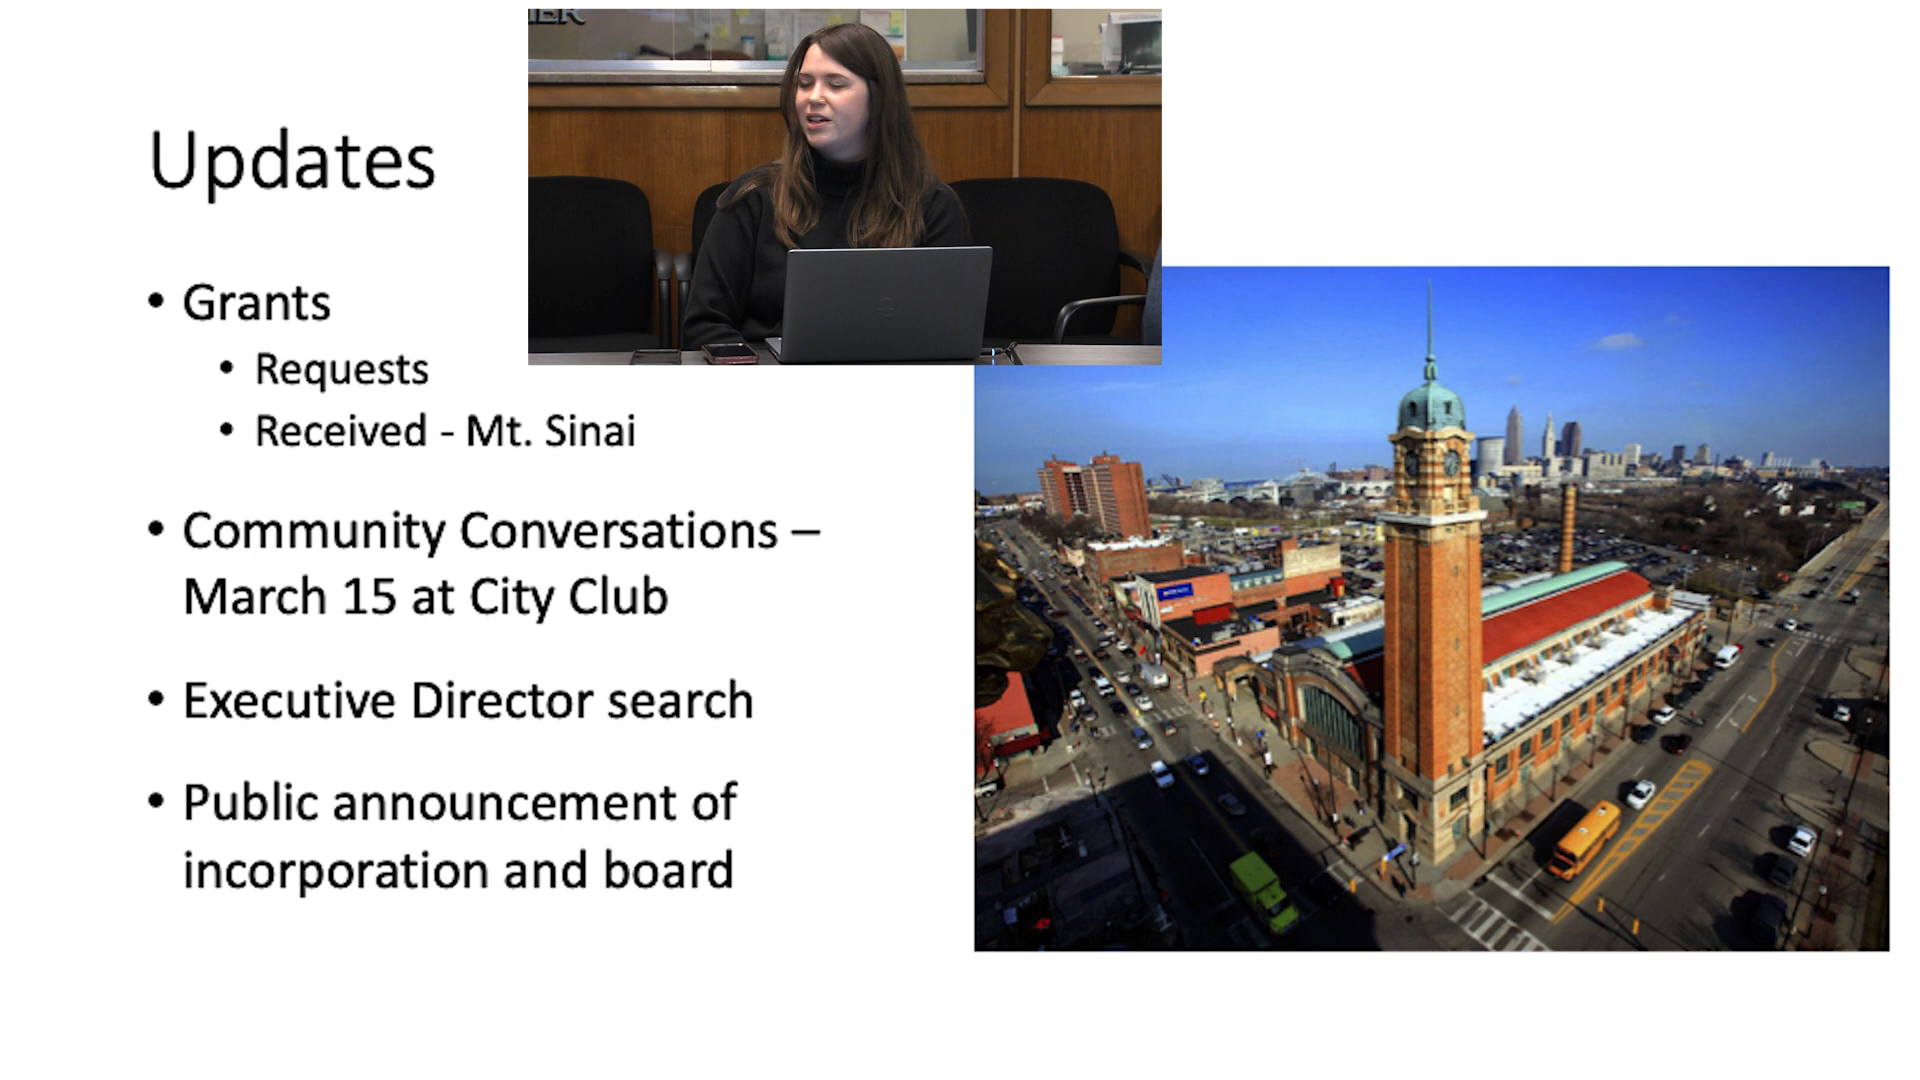 Updates
• Grants
• Requests
• Received - Mt. Sinai
• Community Conversations –
March 15 at City Club
• Executive Director search
• Public announcement of
incorporation and board